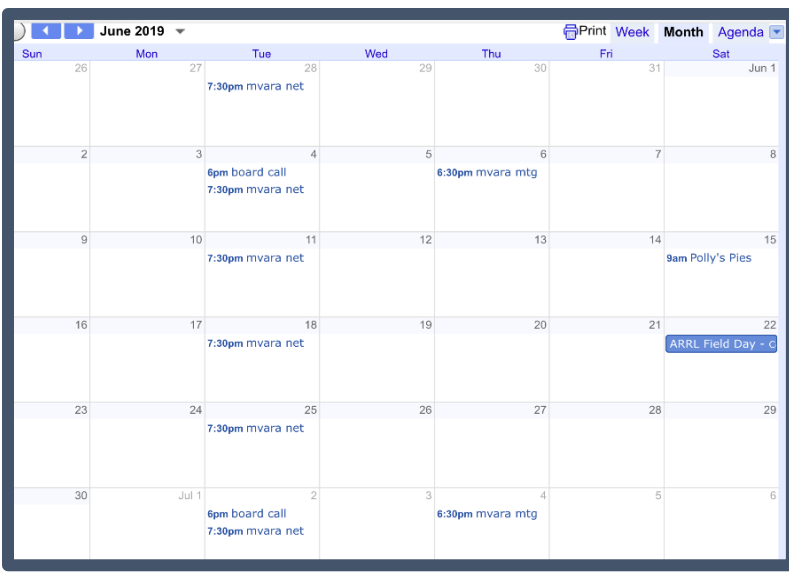 June 2019 Print Week Month Agenda
Sun Mon Tue Wed Thu Fri Sat
26 27 28 29 30 31 Jun 1
7:30pm mvara net
2 3 4 5 6 7 8
6pm board call 6:30pm mvara mtg
7:30pm mvara net
9 10 11 12 13 14 15
7:30pm mvara net 9am Polly's Pies
16 17 18 19 20 21 22
7:30pm mvara net ARRL Field Day - c
23 24 25 26 27 28 29
7:30pm mvara net
30 Jul 1 2 3 4 5 6
6pm board call 6:30pm mvara mtg
7:30pm mvara net